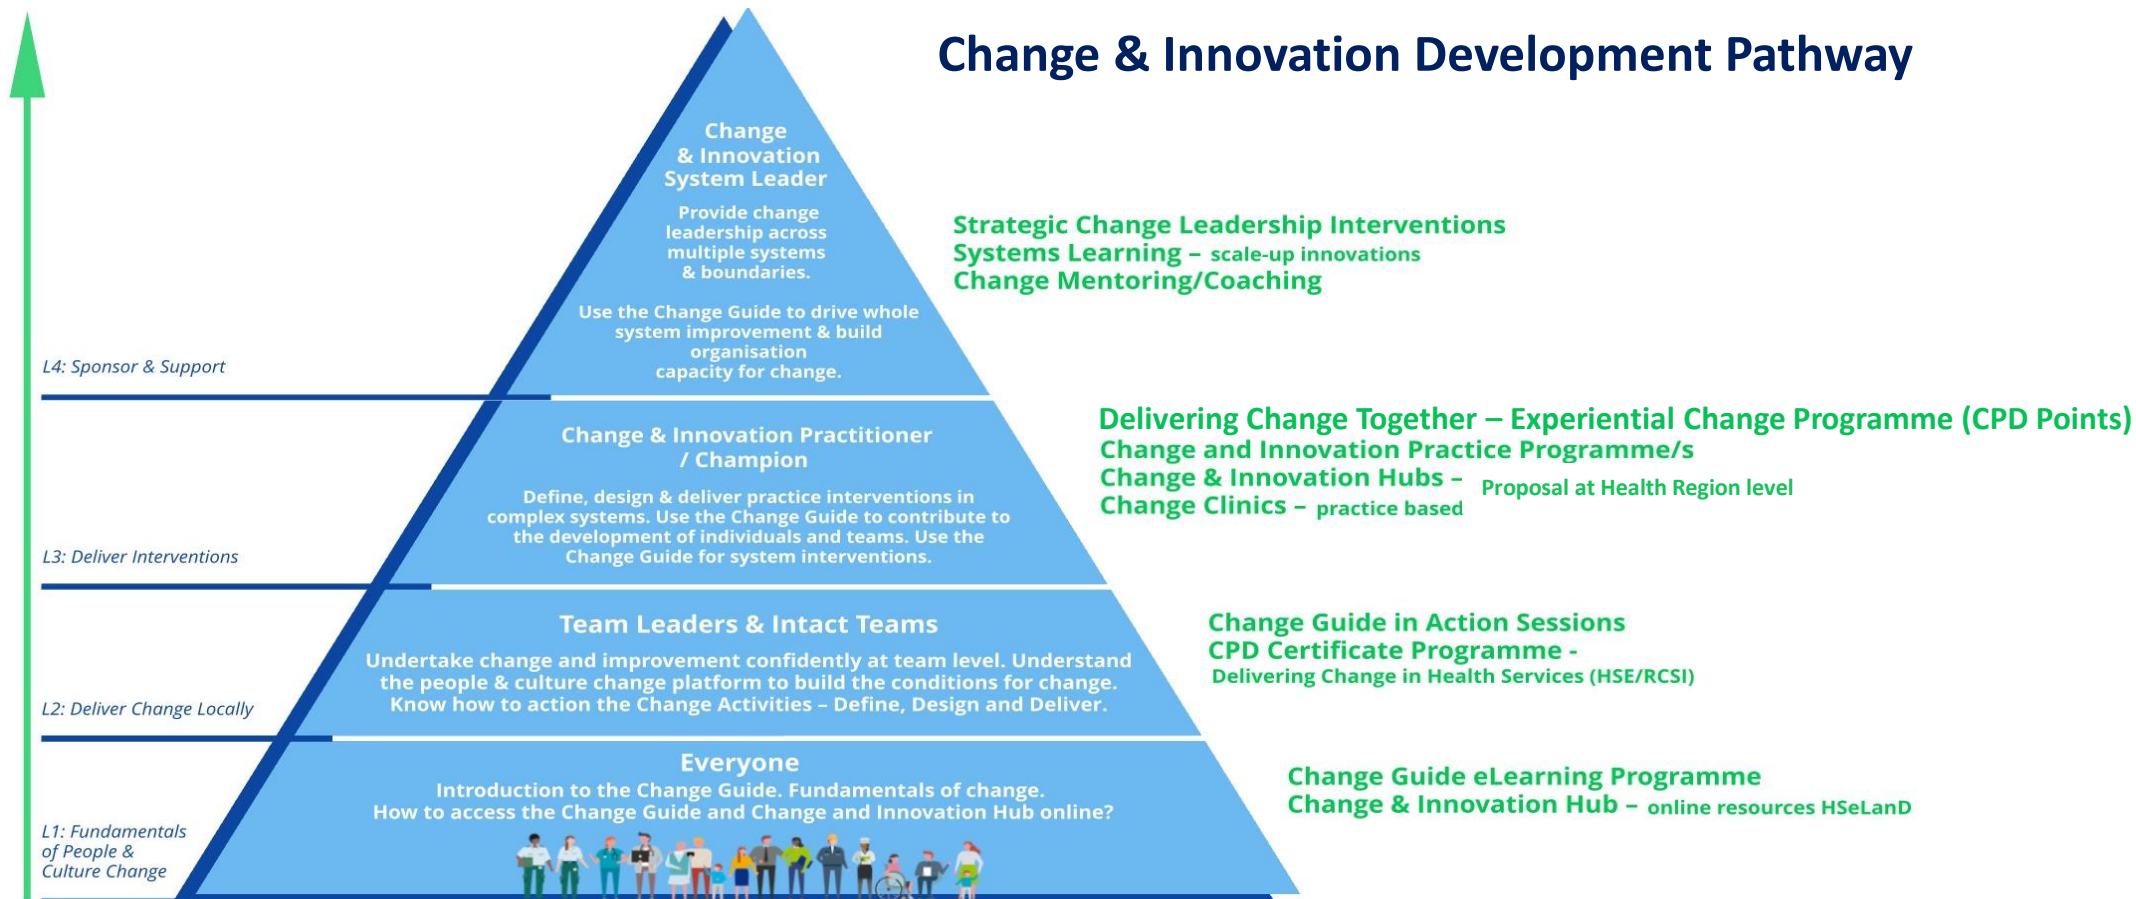 Change & Innovation Development Pathway
Change
& Innovation
System Leader
Provide change
leadership across
multiple systems
& boundaries.
Use the Change Guide to drive whole
system improvement & build
organisation
capacity for change.
Strategic Change Leadership Interventions
Systems Learning – scale-up innovations
Change Mentoring/Coaching
L4: Sponsor & Support
Change & Innovation Practitioner
/ Champion
Define, design & deliver practice interventions in
complex systems. Use the Change Guide to contribute to
the development of individuals and teams. Use the
Change Guide for system interventions.
Delivering Change Together – Experiential Change Programme (CPD Points)
Change and Innovation Practice Programme/s
Change & Innovation Hubs – Proposal at Health Region level
Change Clinics – practice based
L3: Deliver Interventions
Team Leaders & Intact Teams
Undertake change and improvement confidently at team level. Understand
the people & culture change platform to build the conditions for change.
Know how to action the Change Activities – Define, Design and Deliver.
Change Guide in Action Sessions
CPD Certificate Programme -
Delivering Change in Health Services (HSE/RCSI)
L2: Deliver Change Locally
Everyone
Introduction to the Change Guide. Fundamentals of change.
How to access the Change Guide and Change and Innovation Hub online?
Change Guide eLearning Programme
Change & Innovation Hub – online resources HSeLanD
L1: Fundamentals
of People &
Culture Change